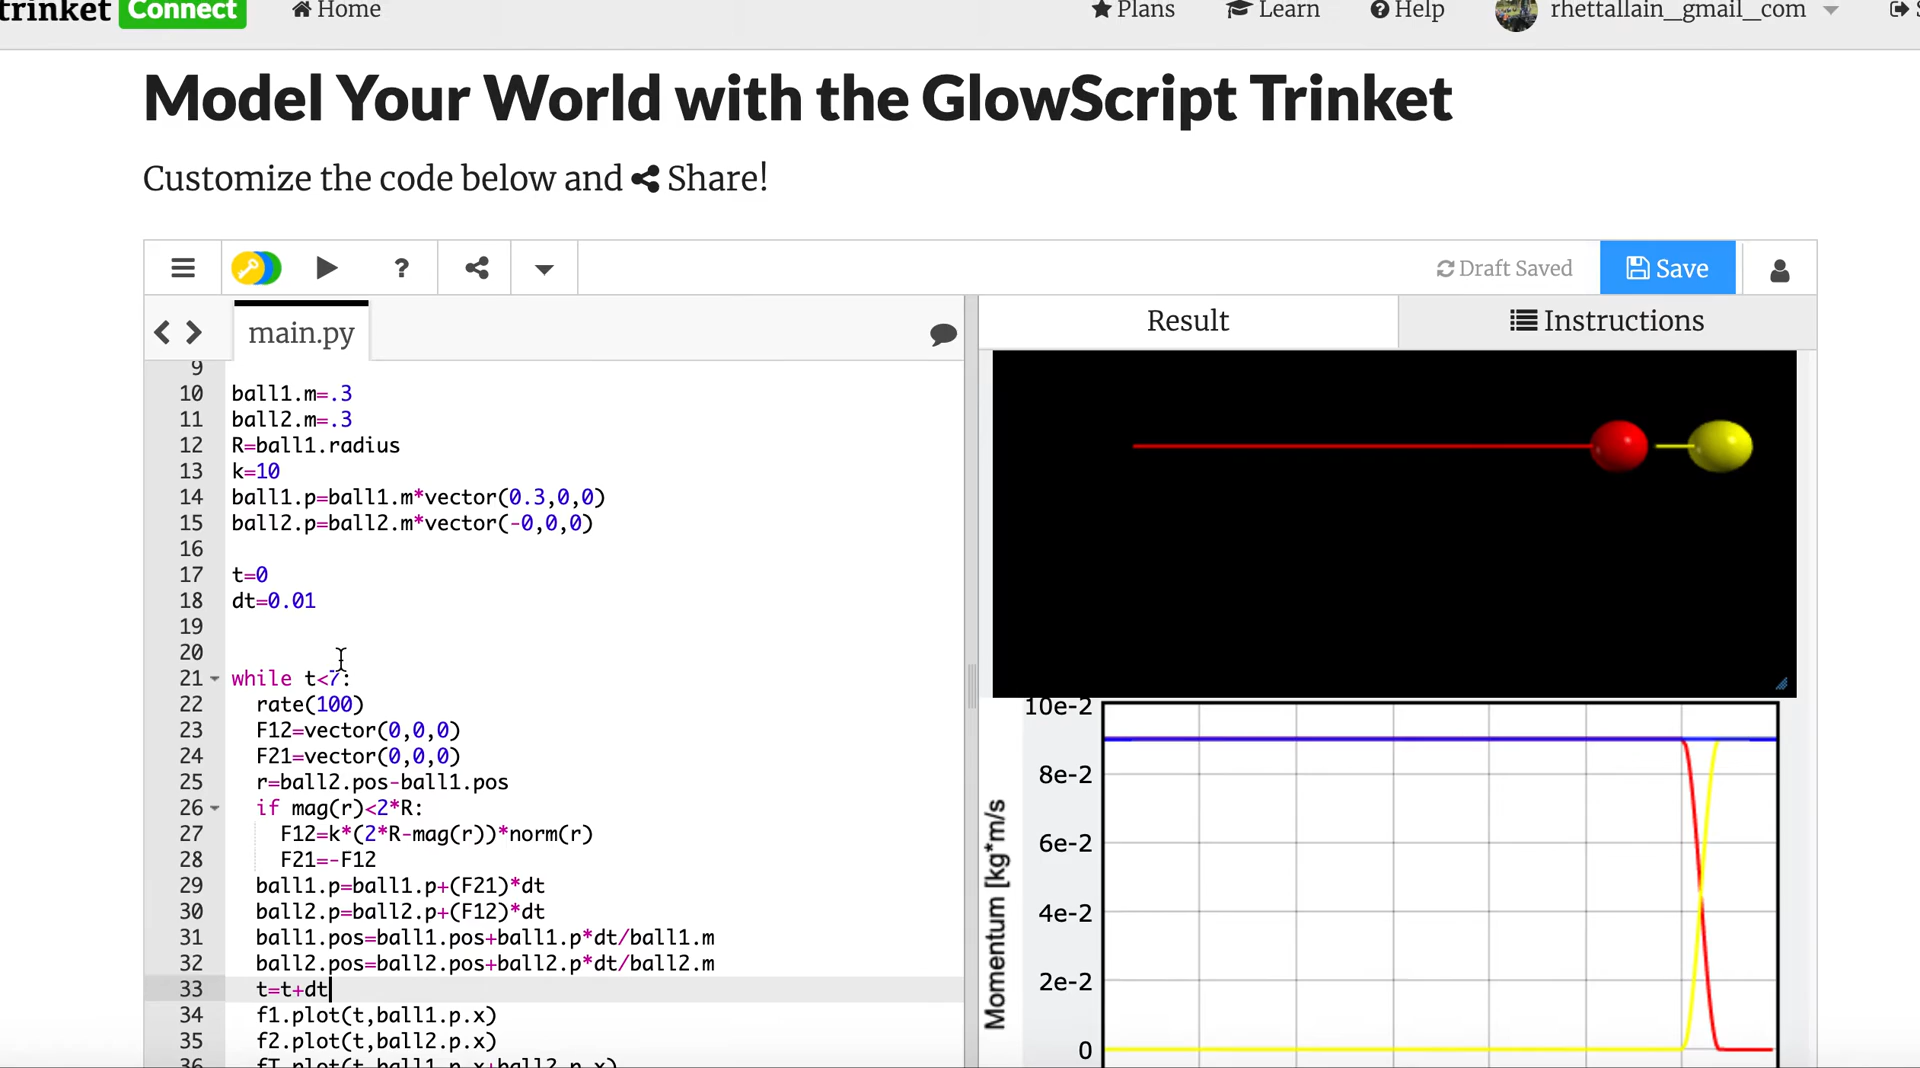 trinket Connect Home Plans Learn Help rhettallain_gmail_com
Model Your World with the GlowScript Trinket
Customize the code below and Share!
? Draft Saved Save
main.py
Result Instructions
9
10 ball1.m=.3
11 ball2.m=.3
12 R=ball1.radius
13 k=10
14 ball1.p=ball1.m*vector(0.3,0,0)
15 ball2.p=ball2.m*vector(-0,0,0)
16
17 t=0
18 dt=0.01
19
20
21 while t<7:
22 rate(100)
23 F12=vector(0,0,0)
24 F21=vector(0,0,0)
25 r=ball2.pos-ball1.pos
26 if mag(r)<2*R:
27 F12=k*(2*R-mag(r))*norm(r)
28 F21=-F12
29 ball1.p=ball1.p+(F21)*dt
30 ball2.p=ball2.p+(F12)*dt
31 ball1.pos=ball1.pos+ball1.p*dt/ball1.m
32 ball2.pos=ball2.pos+ball2.p*dt/ball2.m
33 t=t+dt
34 f1.plot(t,ball1.p.x)
35 f2.plot(t,ball2.p.x)
36 fT.plot(t,ball1.p.x+ball2.p.x)
10e-2
8e-2
6e-2
4e-2
2e-2
0
Momentum [kg*m/s